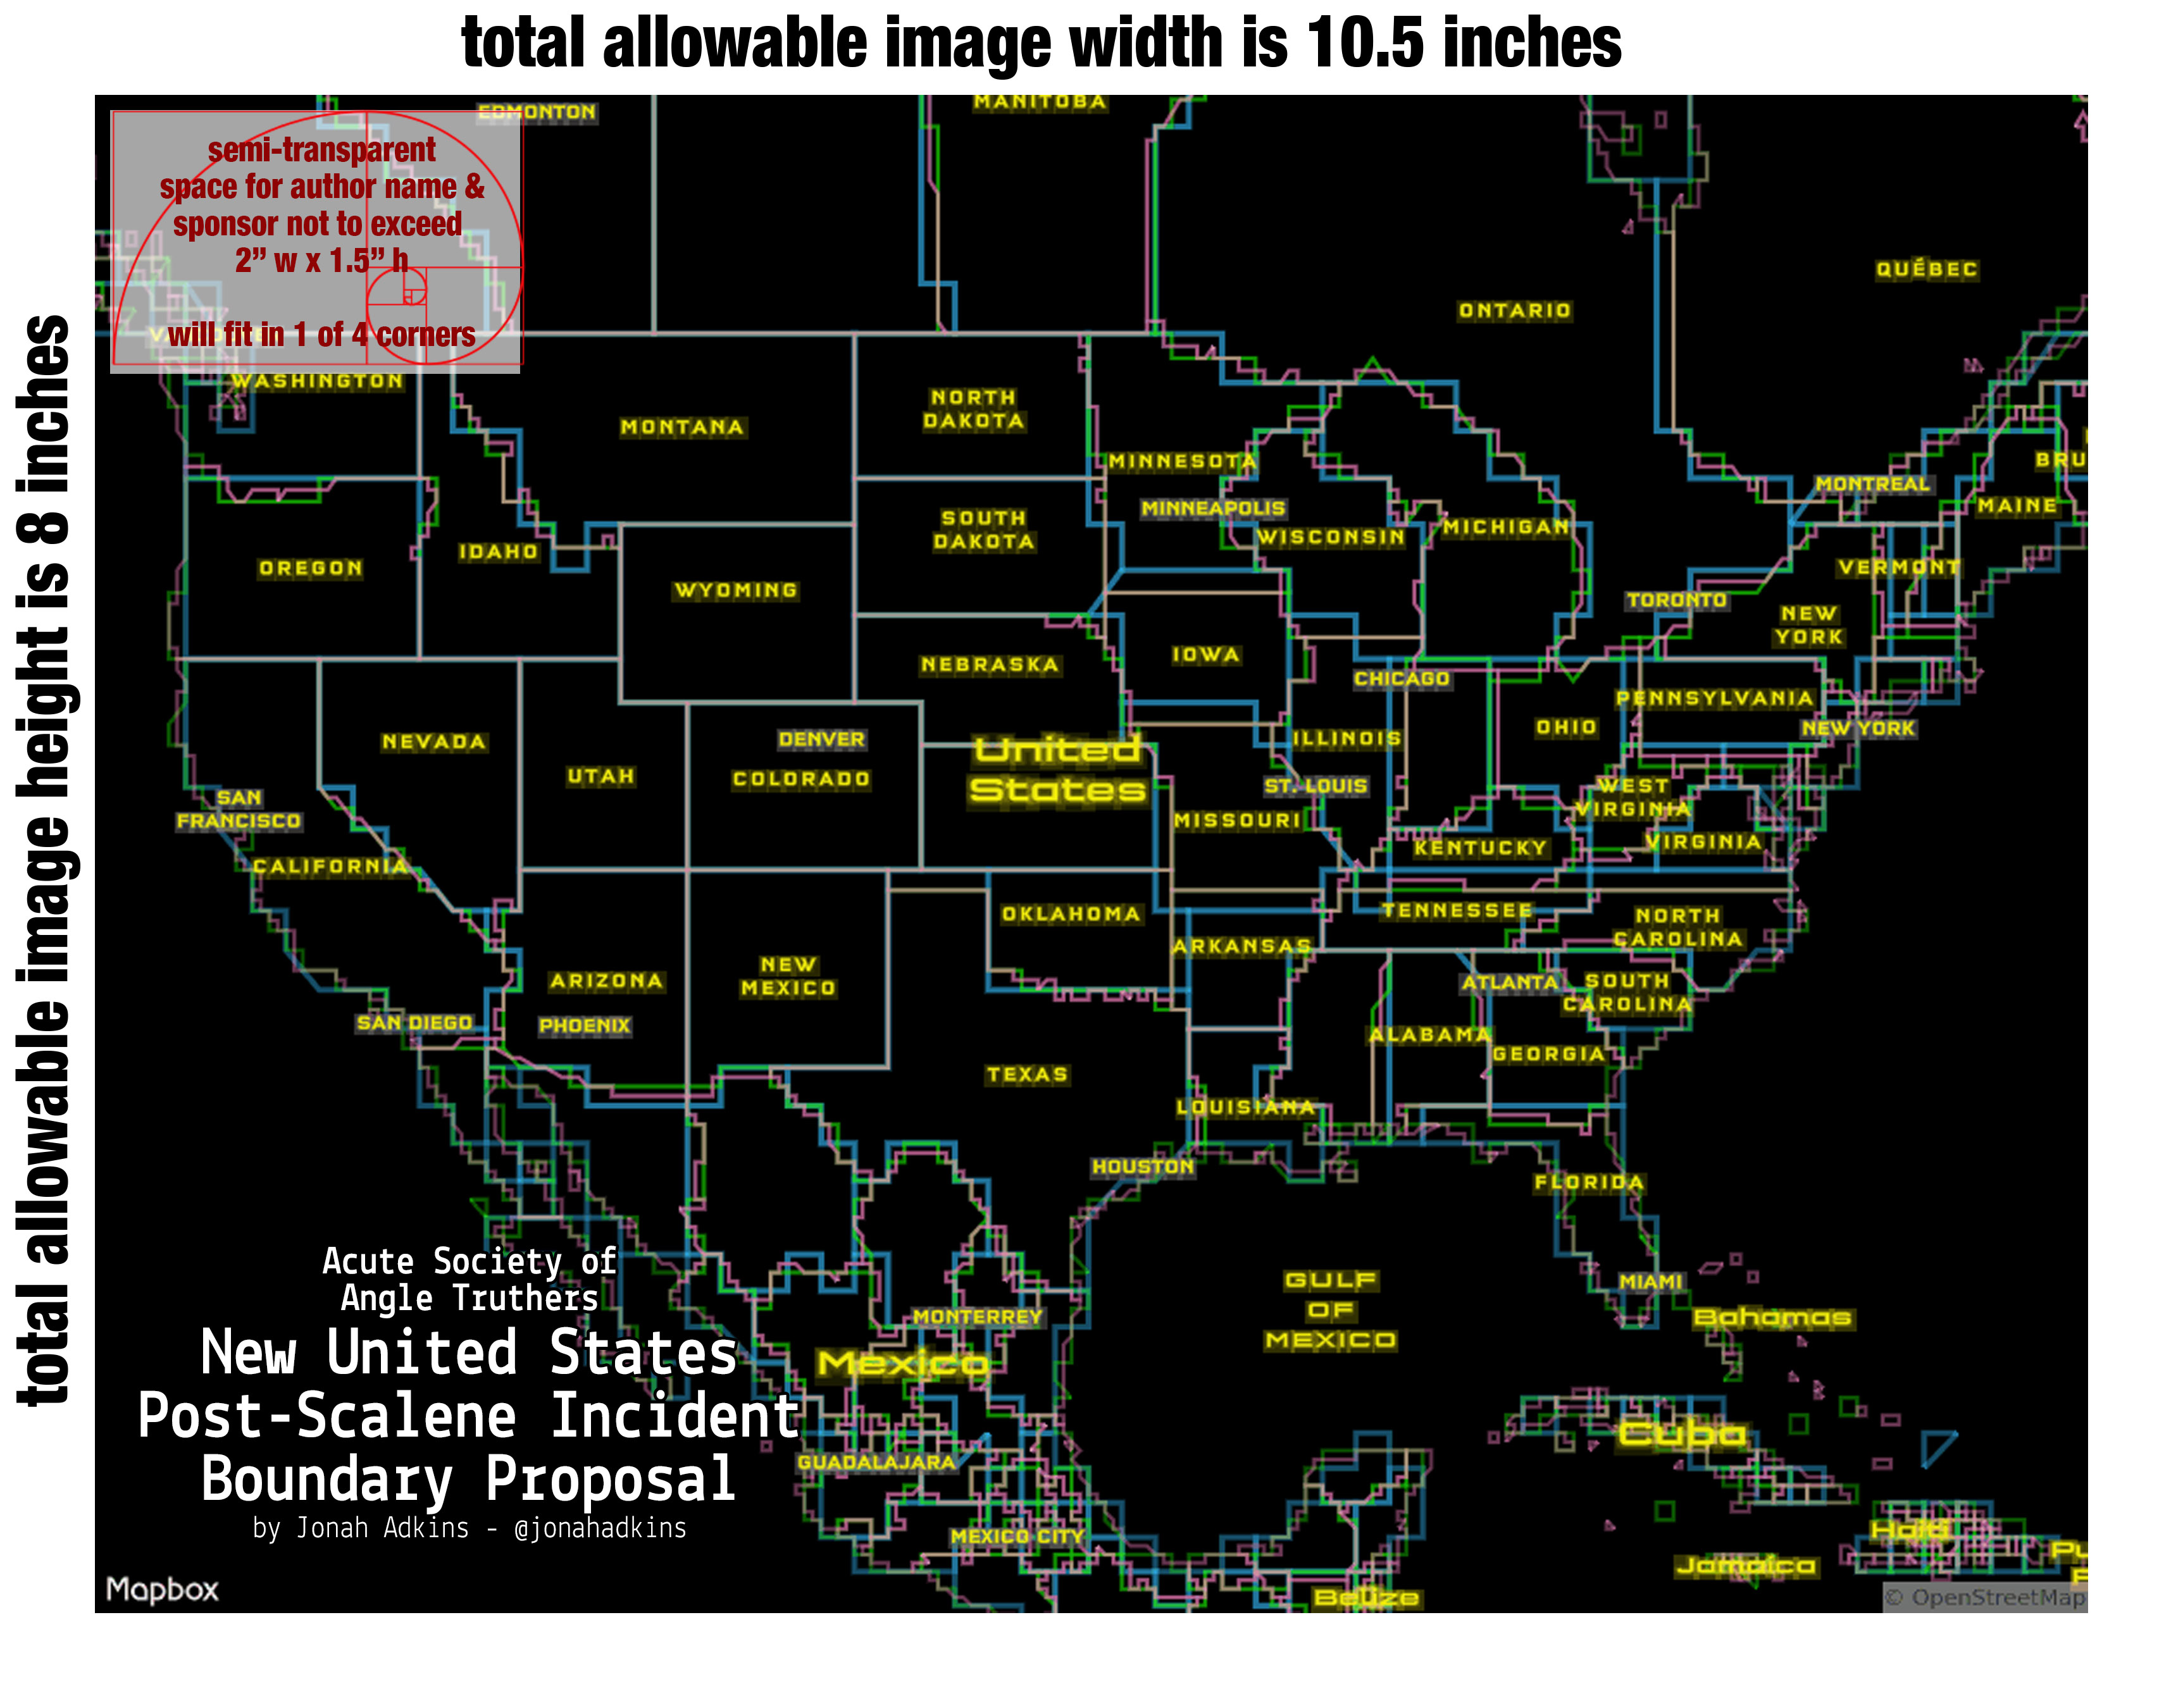 total allowable image width is 10.5 inches
total allowable image height is 8 inches
semi-transparent
space for author name &
sponsor not to exceed
2” w x 1.5” h
will fit in 1 of 4 corners
EDMONTON
MANITOBA
QUÉBEC
ONTARIO
WASHINGTON
MONTANA
NORTH
DAKOTA
MINNESOTA
MONTREAL
MAINE
BRU
MINNEAPOLIS
SOUTH
DAKOTA
WISCONSIN
MICHIGAN
OREGON
IDAHO
VERMONT
WYOMING
TORONTO
NEW
YORK
IOWA
NEBRASKA
CHICAGO
PENNSYLVANIA
OHIO
NEW YORK
NEVADA
DENVER
ILLINOIS
United
States
UTAH
COLORADO
ST. LOUIS
WEST
VIRGINIA
SAN
FRANCISCO
MISSOURI
KENTUCKY
VIRGINIA
CALIFORNIA
OKLAHOMA
TENNESSEE
NORTH
CAROLINA
ARKANSAS
ARIZONA
NEW
MEXICO
ATLANTA
SOUTH
CAROLINA
SAN DIEGO
PHOENIX
ALABAMA
GEORGIA
TEXAS
LOUISIANA
HOUSTON
FLORIDA
GULF
OF
MEXICO
MIAMI
Bahamas
MONTERREY
Mexico
Cuba
GUADALAJARA
MEXICO CITY
Haiti
Jamaica
Pu
Belize
Acute Society of
Angle Truthers
New United States
Post-Scalene Incident
Boundary Proposal
by Jonah Adkins - @jonahadkins
Mapbox
© OpenStreetMap